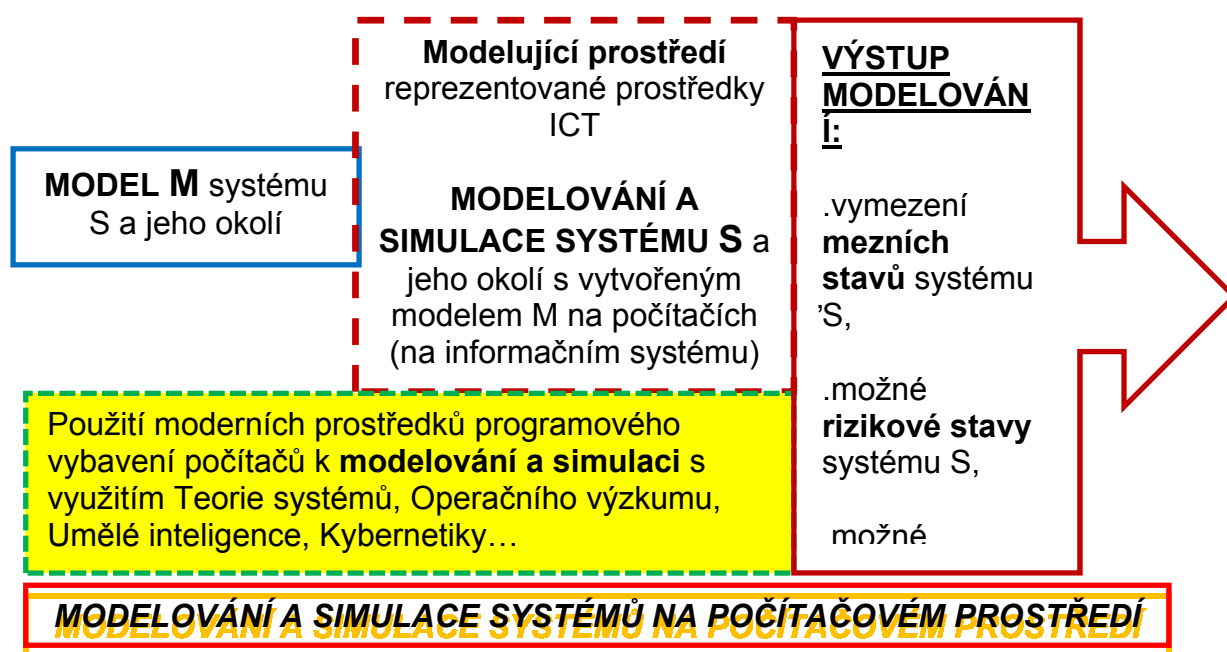 MODEL M systému
S a jeho okolí
Modelující prostředí
reprezentované prostředky
ICT
MODELOVÁNÍ A
SIMULACE SYSTÉMU S a
jeho okolí s vytvořeným
modelem M na počítačích
(na informačním systému)
VÝSTUP
MODELOVÁN
Í:
.vymezení
mezních
stavů systému
'S,
.možné
rizikové stavy
systému S,
.možné
Použití moderních prostředků programového
vybavení počítačů k modelování a simulaci s
využitím Teorie systémů, Operačního výzkumu,
Umělé inteligence, Kybernetiky…
MODELOVÁNÍ A SIMULACE SYSTÉMŮ NA POČÍTAČOVÉM PROSTŘEDÍ